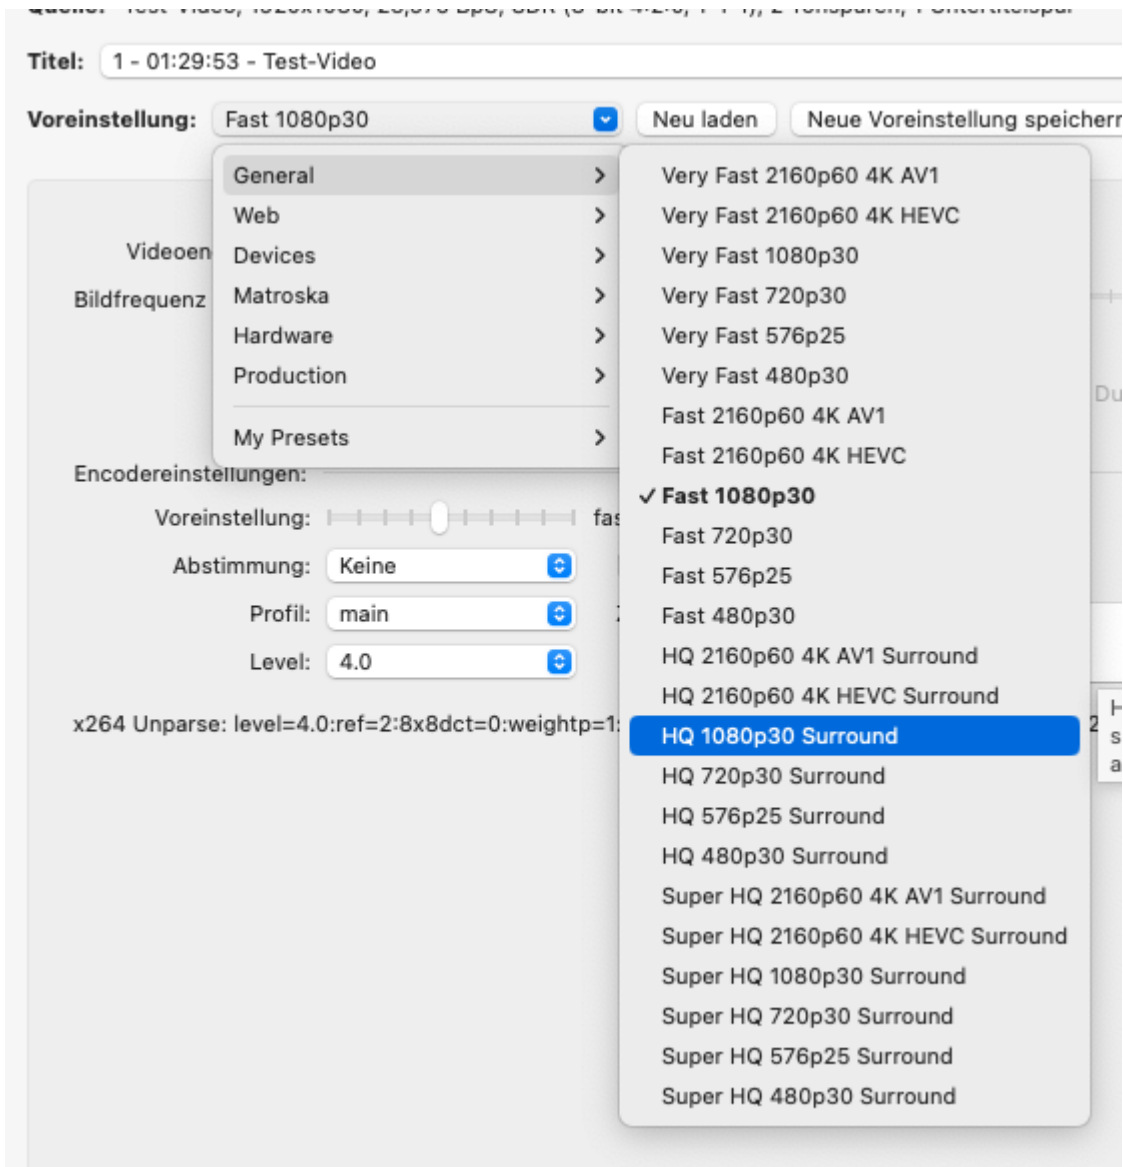 Titel: 1 - 01:29:53 - Test-Video
Voreinstellung: Fast 1080p30 Neu laden Neue Voreinstellung speichern
General
Web
Devices
Matroska
Hardware
Production
My Presets
Very Fast 2160p60 4K AV1
Very Fast 2160p60 4K HEVC
Very Fast 1080p30
Very Fast 720p30
Very Fast 576p25
Very Fast 480p30
Fast 2160p60 4K AV1
Fast 2160p60 4K HEVC
✓ Fast 1080p30
Fast 720p30
Fast 576p25
Fast 480p30
HQ 2160p60 4K AV1 Surround
HQ 2160p60 4K HEVC Surround
HQ 1080p30 Surround
HQ 720p30 Surround
HQ 576p25 Surround
HQ 480p30 Surround
Super HQ 2160p60 4K AV1 Surround
Super HQ 2160p60 4K HEVC Surround
Super HQ 1080p30 Surround
Super HQ 720p30 Surround
Super HQ 576p25 Surround
Super HQ 480p30 Surround
Videoen
Bildfrequenz
Du
Encodereinstellungen:
Voreinstellung: fas
Abstimmung: Keine
Profil: main
Level: 4.0
x264 Unparse: level=4.0:ref=2:8x8dct=0:weightp=1: